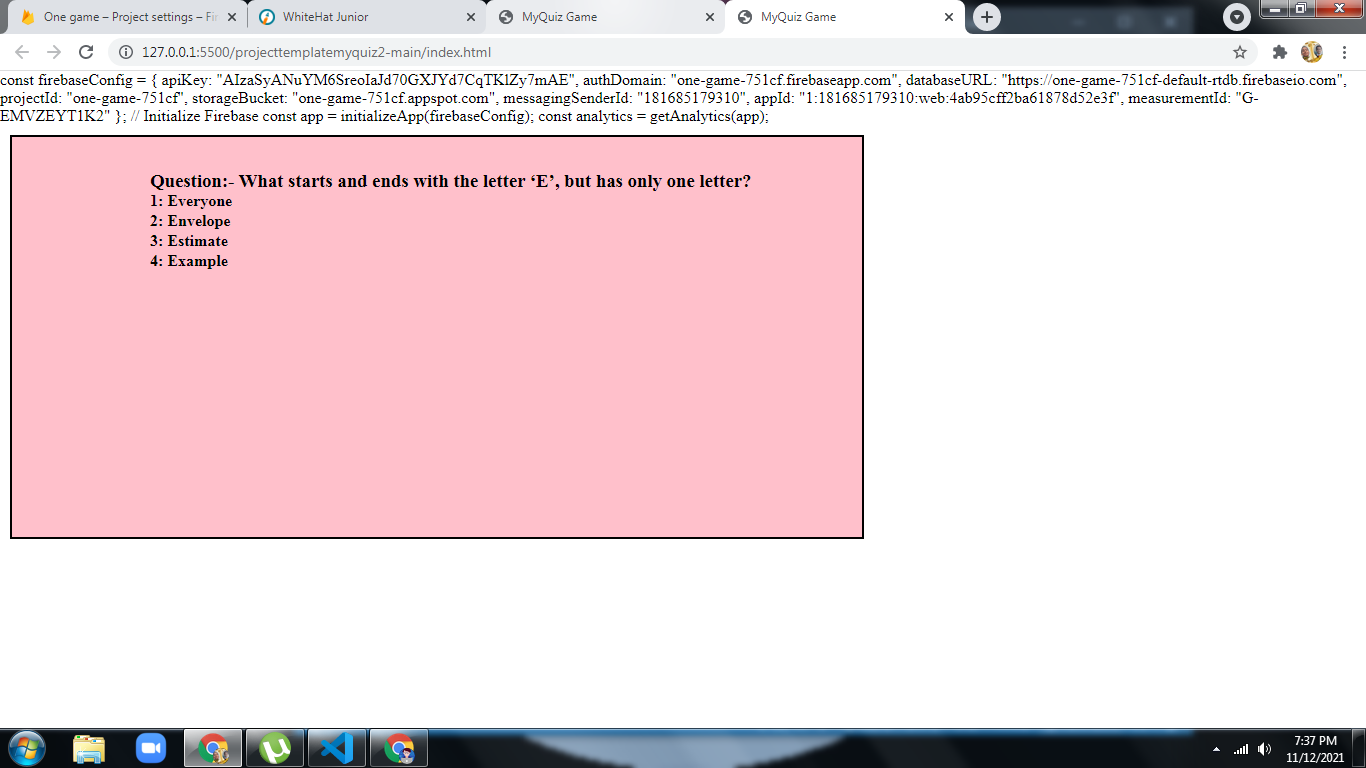 One game – Project settings – Fi
WhiteHat Junior
MyQuiz Game
MyQuiz Game
127.0.0.1:5500/projecttemplatemyquiz2-main/index.html
const firebaseConfig = { apiKey: "AIzaSyANuYM6SreoIaJd70GXJYd7CqTKlZy7mAE", authDomain: "one-game-751cf.firebaseapp.com", databaseURL: "https://one-game-751cf-default-rtdb.firebaseio.com",
projectId: "one-game-751cf", storageBucket: "one-game-751cf.appspot.com", messagingSenderId: "181685179310", appId: "1:181685179310:web:4ab95cff2ba61878d52e3f", measurementId: "G-
EMVZEYT1K2" }; // Initialize Firebase const app = initializeApp(firebaseConfig); const analytics = getAnalytics(app);
Question:- What starts and ends with the letter ‘E’, but has only one letter?
1: Everyone
2: Envelope
3: Estimate
4: Example
7:37 PM
11/12/2021